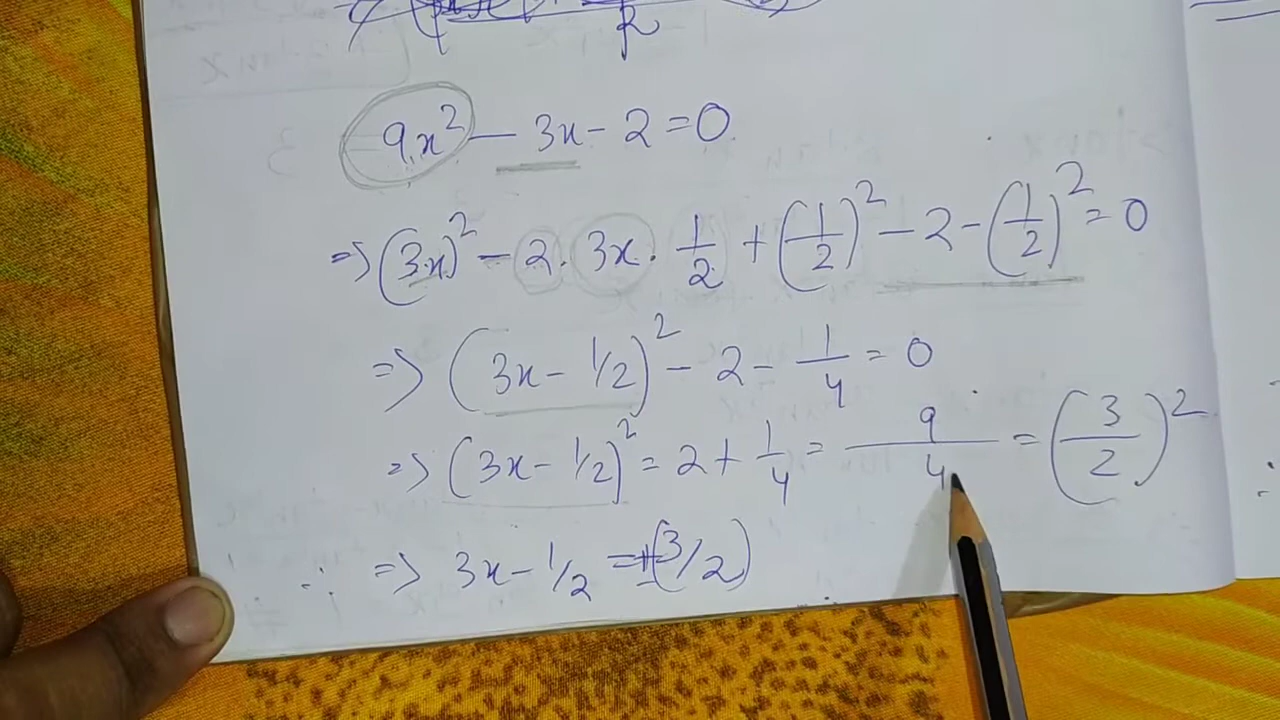 9x² - 3x - 2 = 0
⇒ (3x)² - 2. 3x. 1/2 + (1/2)² - 2 - (1/2)² = 0
⇒ (3x - 1/2)² - 2 - 1/4 = 0
⇒ (3x - 1/2)² = 2 + 1/4 = 9/4 = (3/2)²
∴ ⇒ 3x - 1/2 = ±(3/2)